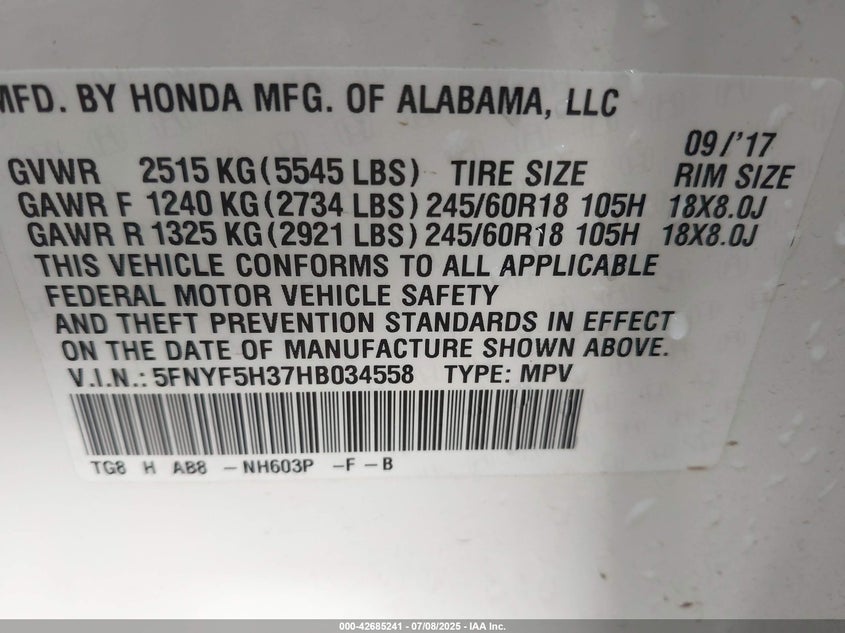 MFD. BY HONDA MFG. OF ALABAMA, LLC
09/'17
GVWR 2515 KG (5545 LBS) TIRE SIZE RIM SIZE
GAWR F 1240 KG (2734 LBS) 245/60R18 105H 18X8.0J
GAWR R 1325 KG (2921 LBS) 245/60R18 105H 18X8.0J
THIS VEHICLE CONFORMS TO ALL APPLICABLE
FEDERAL MOTOR VEHICLE SAFETY
AND THEFT PREVENTION STANDARDS IN EFFECT
ON THE DATE OF MANUFACTURE SHOWN ABOVE.
V.I.N.: 5FNYF5H37HB034558 TYPE: MPV
TG8 H AB8 -NH603P -F-B
000-42685241 - 07/08/2025 - IAA Inc.